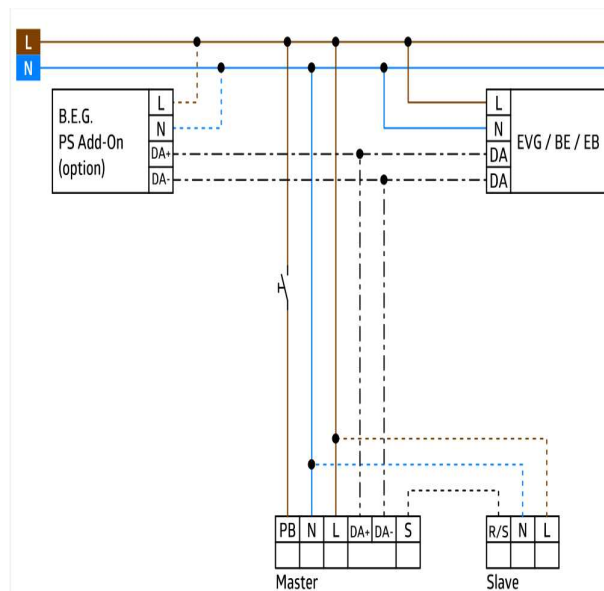 L
N
B.E.G.
PS Add-On
(option)
L
N
DA+
DA-
L
N
DA
DA
EVG / BE / EB
PB N L DA+ DA- S
R/S N L
Master
Slave